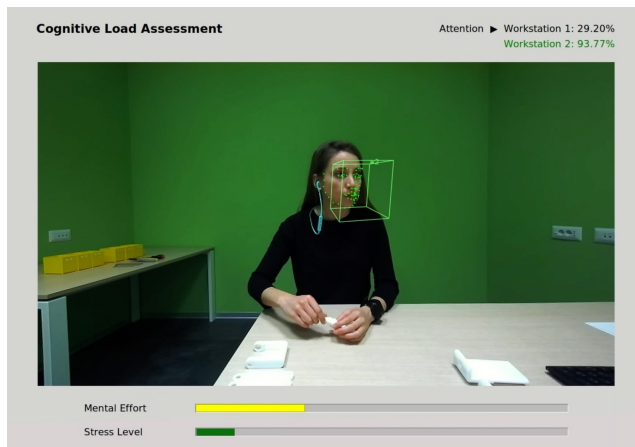 Cognitive Load Assessment
Attention ▶ Workstation 1: 29.20%
Workstation 2: 93.77%
Mental Effort
Stress Level